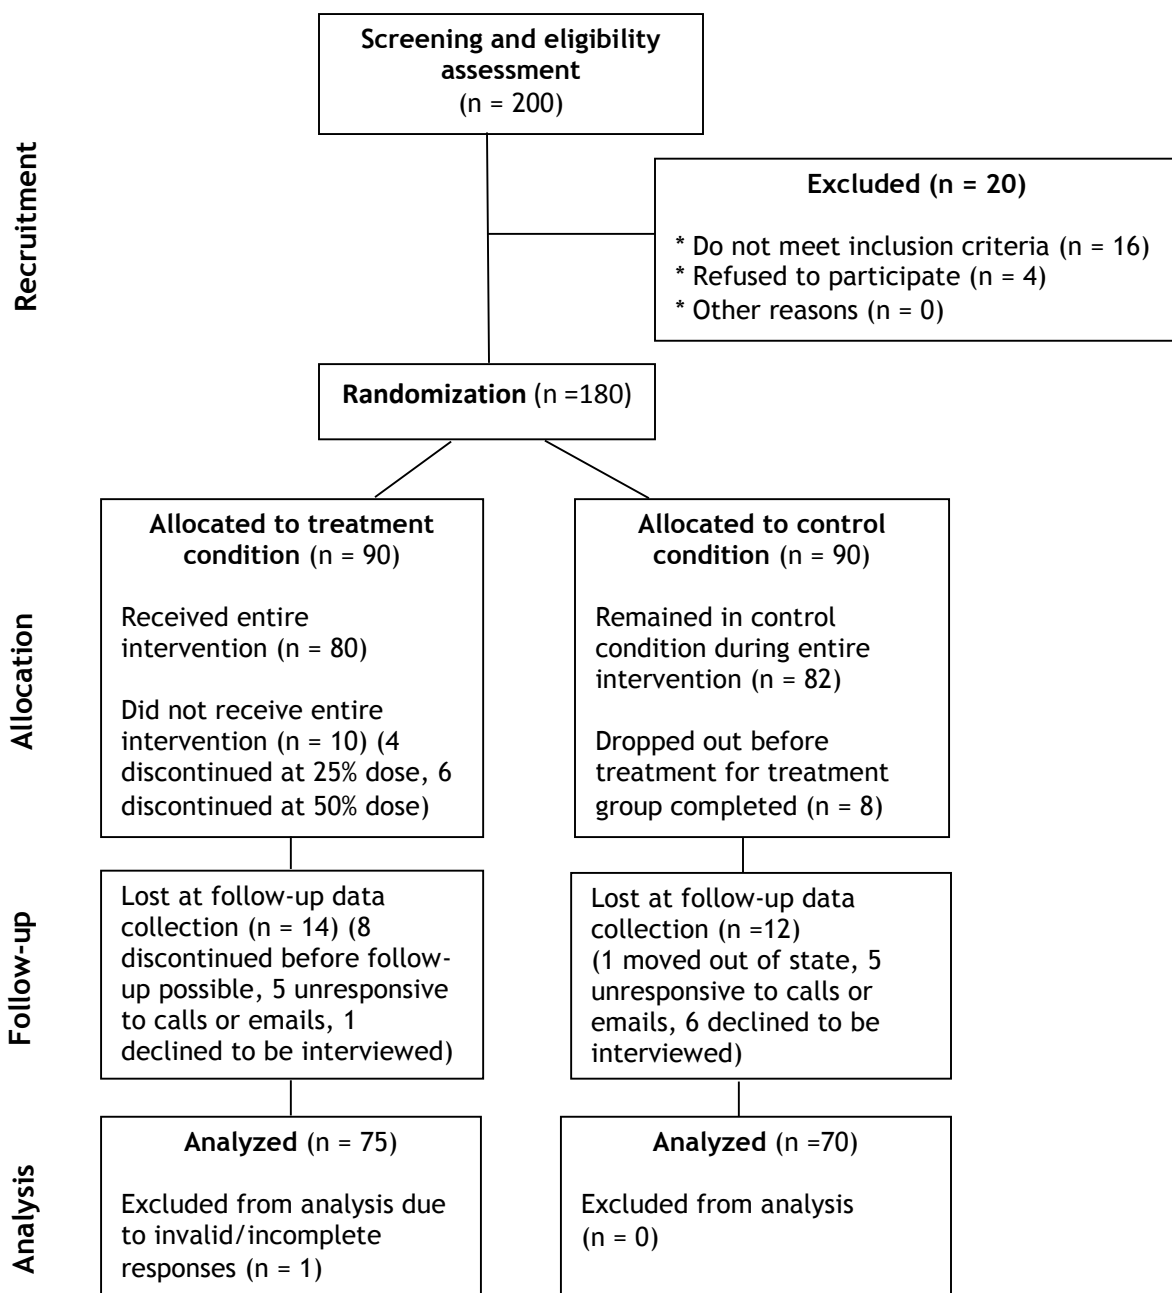 Screening and eligibility
assessment
(n = 200)
Recruitment
Excluded (n = 20)
* Do not meet inclusion criteria (n = 16)
* Refused to participate (n = 4)
* Other reasons (n = 0)
Randomization (n =180)
Allocation
Allocated to treatment
condition (n = 90)
Received entire
intervention (n = 80)
Did not receive entire
intervention (n = 10) (4
discontinued at 25% dose, 6
discontinued at 50% dose)
Allocated to control
condition (n = 90)
Remained in control
condition during entire
intervention (n = 82)
Dropped out before
treatment for treatment
group completed (n = 8)
Follow-up
Lost at follow-up data
collection (n = 14) (8
discontinued before follow-
up possible, 5 unresponsive
to calls or emails, 1
declined to be interviewed)
Lost at follow-up data
collection (n =12)
(1 moved out of state, 5
unresponsive to calls or
emails, 6 declined to be
interviewed)
Analysis
Analyzed (n = 75)
Excluded from analysis due
to invalid/incomplete
responses (n = 1)
Analyzed (n =70)
Excluded from analysis
(n = 0)